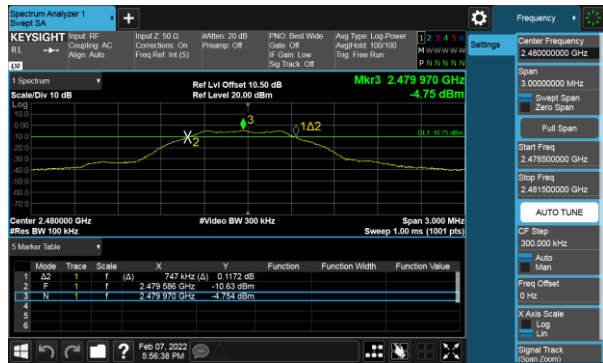 Spectrum Analyzer 1
Swept SA
Frequency
KEYSIGHT
RL
Input: RF
Coupling: AC
Align: Auto
Input Z: 50 Ω
Corrections: On
Freq Ref: Int (S)
#Atten: 20 dB
Preamp: Off
PNO: Best Wide
Gate: Off
IF Gain: Low
Sig Track: Off
Avg Type: Log-Power
Avg|Hold: 100/100
Trig: Free Run
1 2 3 4 5 6
M W W W W W
P N N N N N
LXI
1 Spectrum
Scale/Div 10 dB
Ref Lvl Offset 10.50 dB
Ref Level 20.00 dBm
Mkr3 2.479 970 GHz
-4.75 dBm
Log
10.0
0.00
-10.0
-20.0
-30.0
-40.0
-50.0
-60.0
-70.0
X2
3
1Δ2
DL1 -10.75 dBm
Center 2.480000 GHz
#Res BW 100 kHz
#Video BW 300 kHz
Span 3.000 MHz
Sweep 1.00 ms (1001 pts)
5 Marker Table
Mode Trace Scale X Y Function Function Width Function Value
1 Δ2 1 f (Δ) 747 kHz (Δ) 0.1172 dB
2 F 1 f 2.479 586 GHz -10.63 dBm
3 N 1 f 2.479 970 GHz -4.754 dBm
4
5
6
Feb 07, 2022
5:56:38 PM
Settings
Center Frequency
2.480000000 GHz
Span
3.00000000 MHz
Swept Span
Zero Span
Full Span
Start Freq
2.478500000 GHz
Stop Freq
2.481500000 GHz
AUTO TUNE
CF Step
300.000 kHz
Auto
Man
Freq Offset
0 Hz
X Axis Scale
Log
Lin
Signal Track
(Span Zoom)